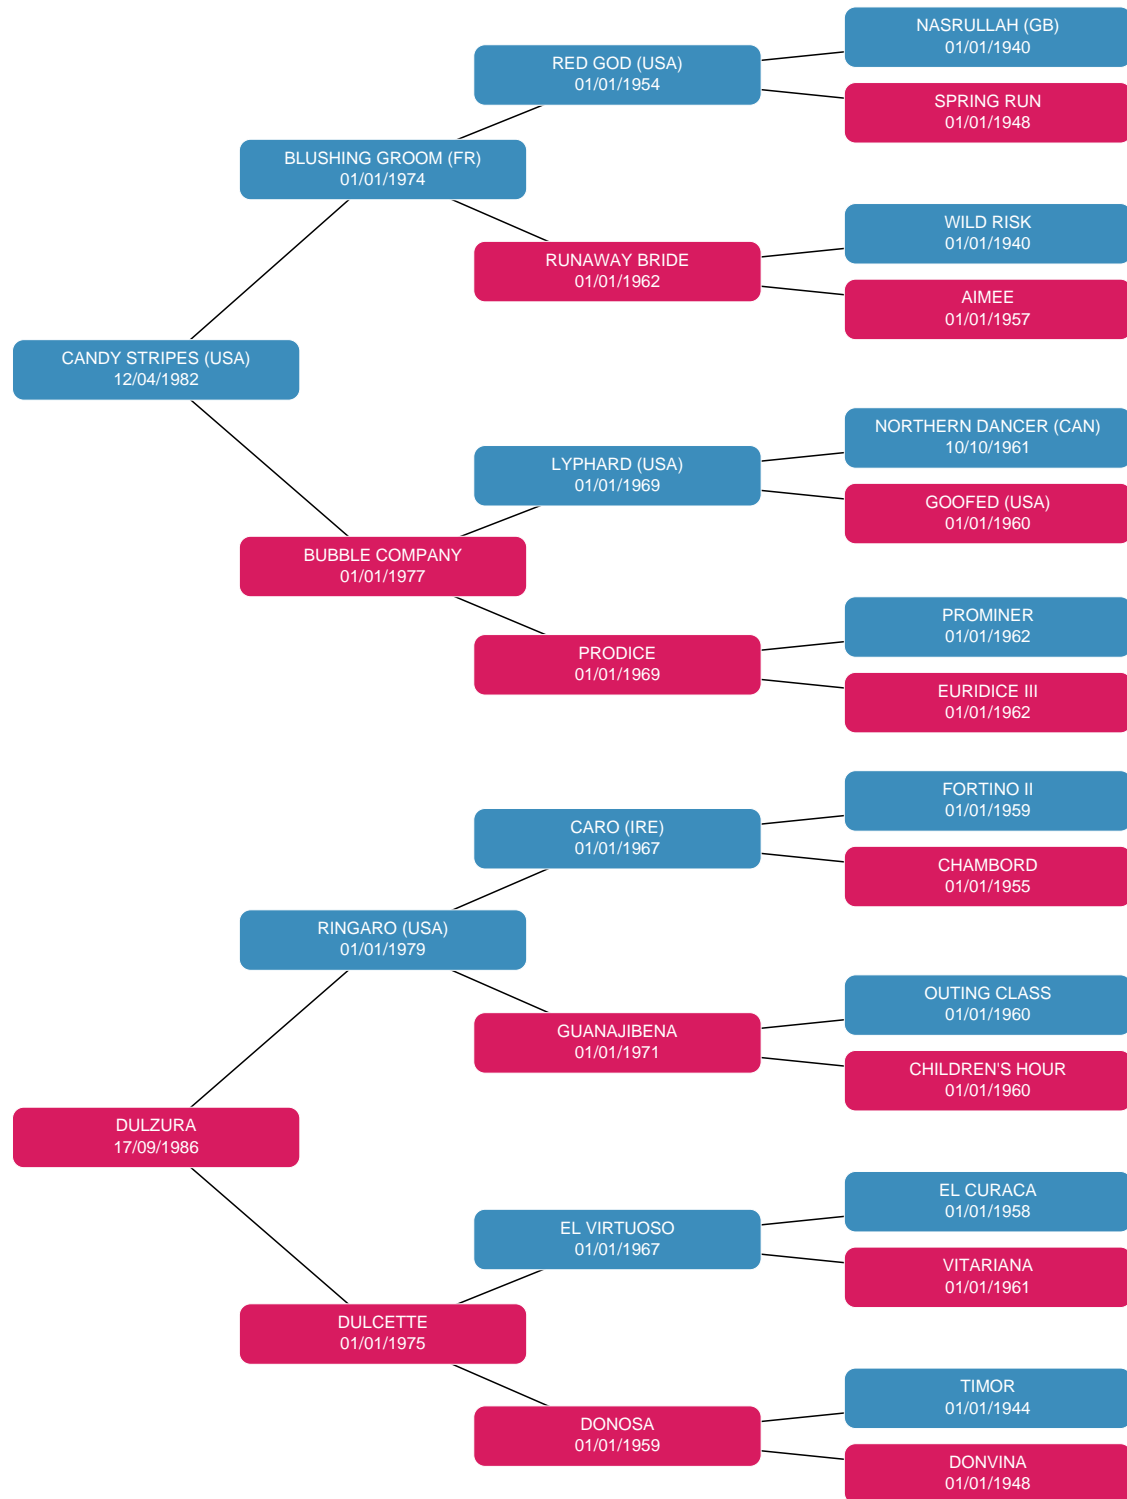 NASRULLAH (GB)
01/01/1940
RED GOD (USA)
01/01/1954
SPRING RUN
01/01/1948
BLUSHING GROOM (FR)
01/01/1974
WILD RISK
01/01/1940
RUNAWAY BRIDE
01/01/1962
AIMEE
01/01/1957
CANDY STRIPES (USA)
12/04/1982
NORTHERN DANCER (CAN)
10/10/1961
LYPHARD (USA)
01/01/1969
GOOFED (USA)
01/01/1960
BUBBLE COMPANY
01/01/1977
PROMINER
01/01/1962
PRODICE
01/01/1969
EURIDICE III
01/01/1962
FORTINO II
01/01/1959
CARO (IRE)
01/01/1967
CHAMBORD
01/01/1955
RINGARO (USA)
01/01/1979
OUTING CLASS
01/01/1960
GUANAJIBENA
01/01/1971
CHILDREN'S HOUR
01/01/1960
DULZURA
17/09/1986
EL CURACA
01/01/1958
EL VIRTUOSO
01/01/1967
VITARIANA
01/01/1961
DULCETTE
01/01/1975
TIMOR
01/01/1944
DONOSA
01/01/1959
DONVINA
01/01/1948